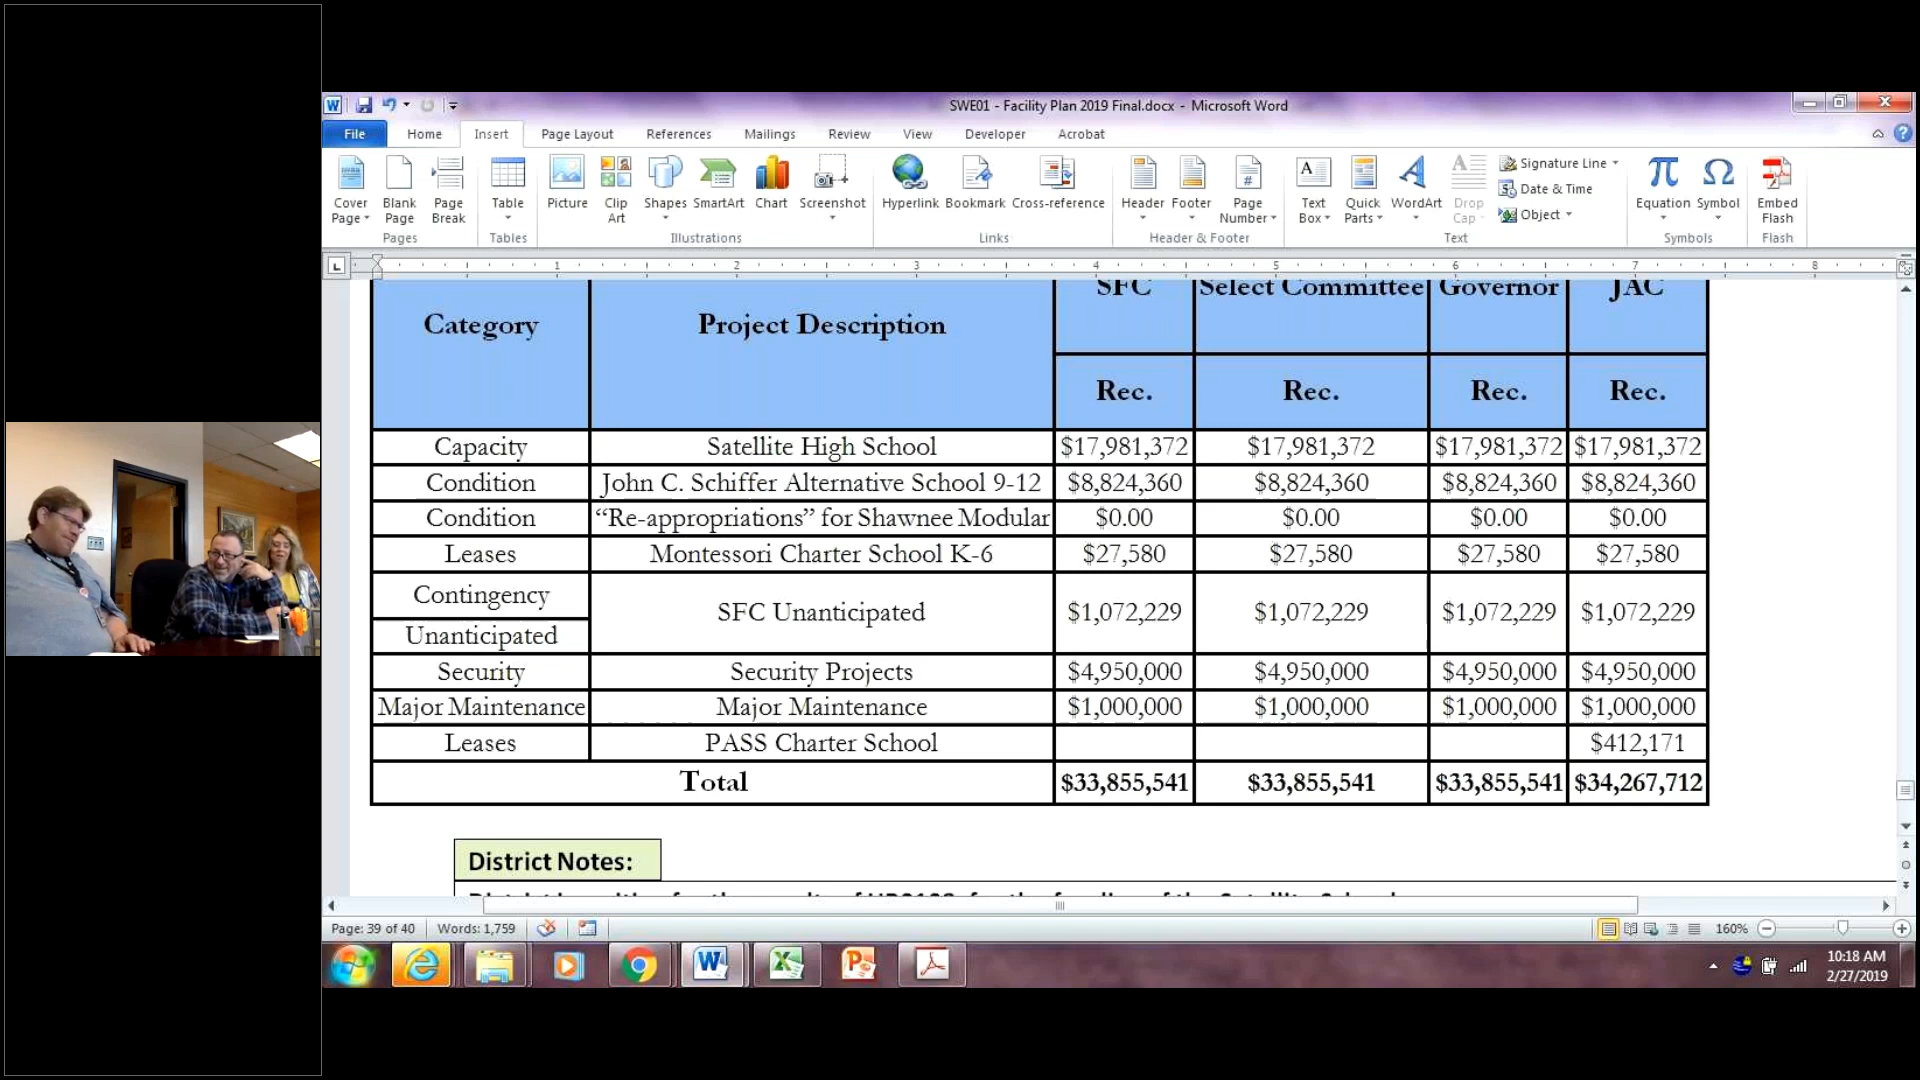 SWE01 - Facility Plan 2019 Final.docx - Microsoft Word
File Home Insert Page Layout References Mailings Review View Developer Acrobat
Cover Page Blank Page Page Break Table Picture Clip Art Shapes SmartArt Chart Screenshot Hyperlink Bookmark Cross-reference Header Footer Page Number Text Box Quick Parts WordArt Drop Cap Signature Line Date & Time Object Equation Symbol Embed Flash
Pages Tables Illustrations Links Header & Footer Text Symbols Flash
1 2 3 4 5 6 7 8
Category Project Description SFC Select Committee Governor JAC
Rec. Rec. Rec. Rec.
Capacity Satellite High School $17,981,372 $17,981,372 $17,981,372 $17,981,372
Condition John C. Schiffer Alternative School 9-12 $8,824,360 $8,824,360 $8,824,360 $8,824,360
Condition “Re-appropriations” for Shawnee Modular $0.00 $0.00 $0.00 $0.00
Leases Montessori Charter School K-6 $27,580 $27,580 $27,580 $27,580
Contingency
Unanticipated SFC Unanticipated $1,072,229 $1,072,229 $1,072,229 $1,072,229
Security Security Projects $4,950,000 $4,950,000 $4,950,000 $4,950,000
Major Maintenance Major Maintenance $1,000,000 $1,000,000 $1,000,000 $1,000,000
Leases PASS Charter School $412,171
Total $33,855,541 $33,855,541 $33,855,541 $34,267,712
District Notes:
Page: 39 of 40 Words: 1,759 160%
10:18 AM
2/27/2019